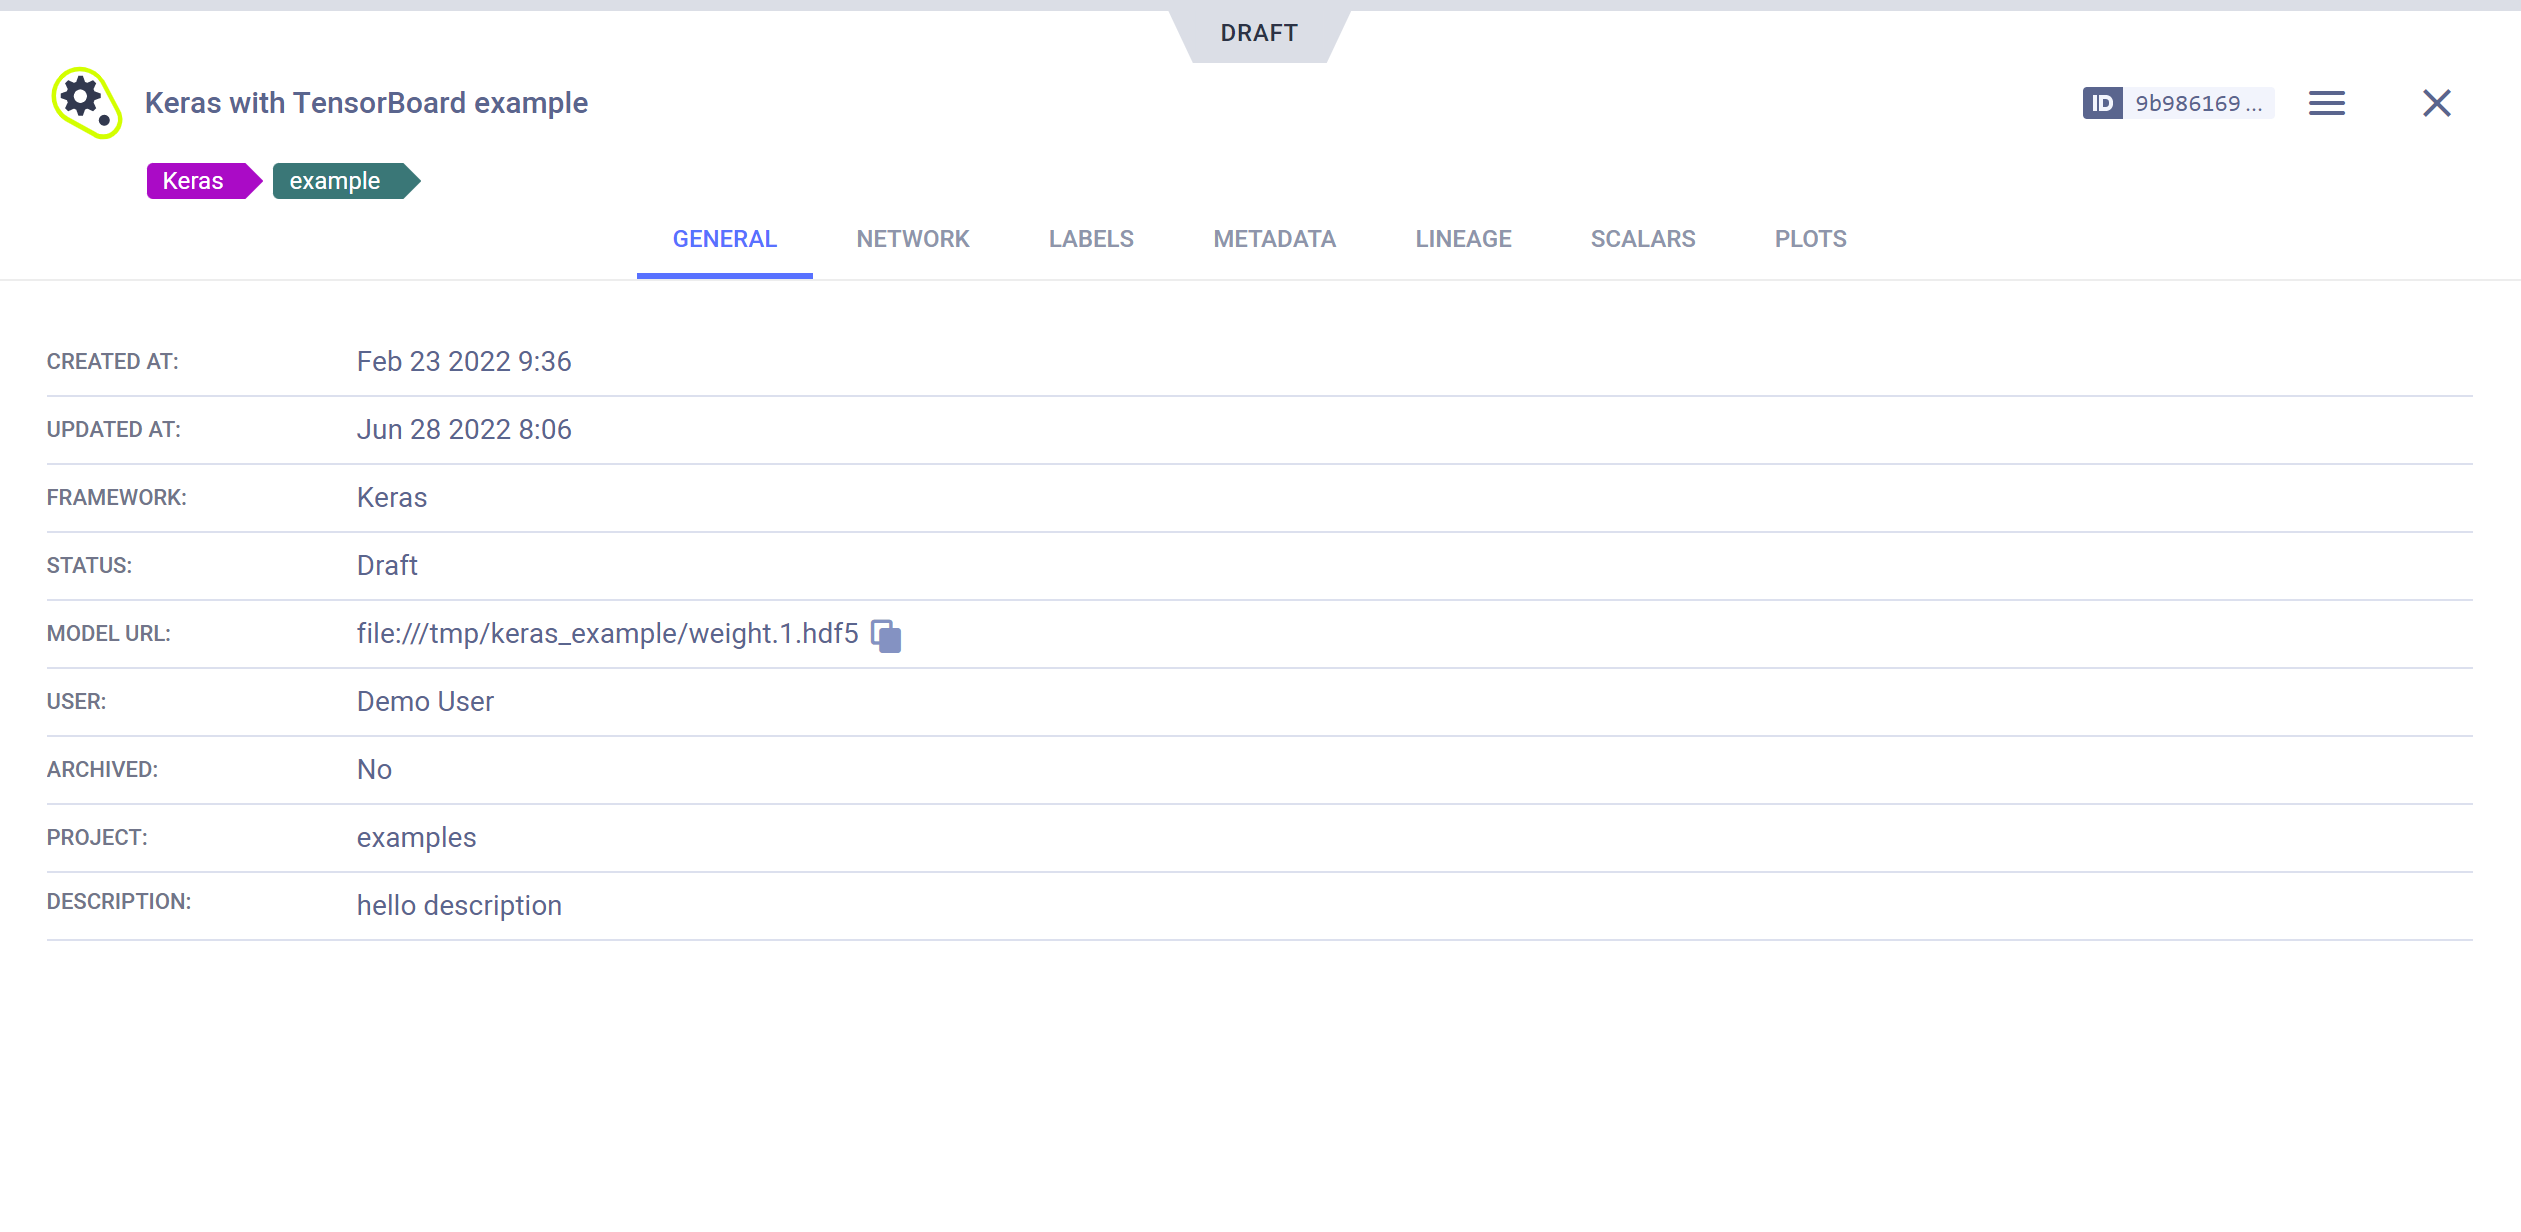 DRAFT
Keras with TensorBoard example
ID 9b986169 ...
Keras example
GENERAL NETWORK LABELS METADATA LINEAGE SCALARS PLOTS
CREATED AT: Feb 23 2022 9:36
UPDATED AT: Jun 28 2022 8:06
FRAMEWORK: Keras
STATUS: Draft
MODEL URL: file:///tmp/keras_example/weight.1.hdf5
USER: Demo User
ARCHIVED: No
PROJECT: examples
DESCRIPTION: hello description